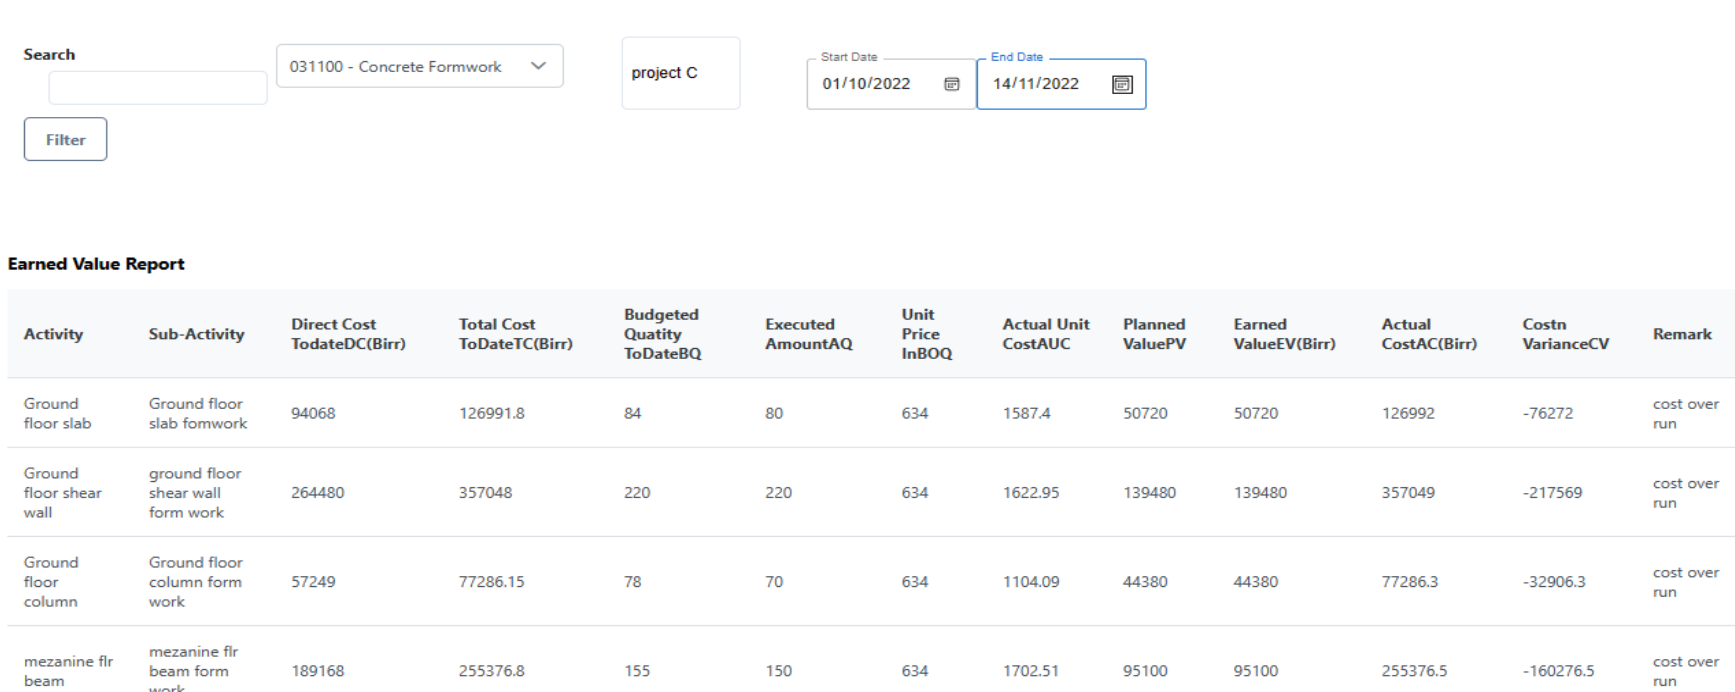 Search
031100 - Concrete Formwork
project C
Start Date
01/10/2022
End Date
14/11/2022
Filter
Earned Value Report
Activity
Sub-Activity
Direct Cost
TodateDC(Birr)
Total Cost
ToDateTC(Birr)
Budgeted
Quatity
ToDateBQ
Executed
AmountAQ
Unit
Price
InBOQ
Actual Unit
CostAUC
Planned
ValuePV
Earned
ValueEV(Birr)
Actual
CostAC(Birr)
Costn
VarianceCV
Remark
Ground
floor slab
Ground floor
slab fomwork
94068
126991.8
84
80
634
1587.4
50720
50720
126992
-76272
cost over
run
Ground
floor shear
wall
ground floor
shear wall
form work
264480
357048
220
220
634
1622.95
139480
139480
357049
-217569
cost over
run
Ground
floor
column
Ground floor
column form
work
57249
77286.15
78
70
634
1104.09
44380
44380
77286.3
-32906.3
cost over
run
mezanine flr
beam
mezanine flr
beam form
work
189168
255376.8
155
150
634
1702.51
95100
95100
255376.5
-160276.5
cost over
run